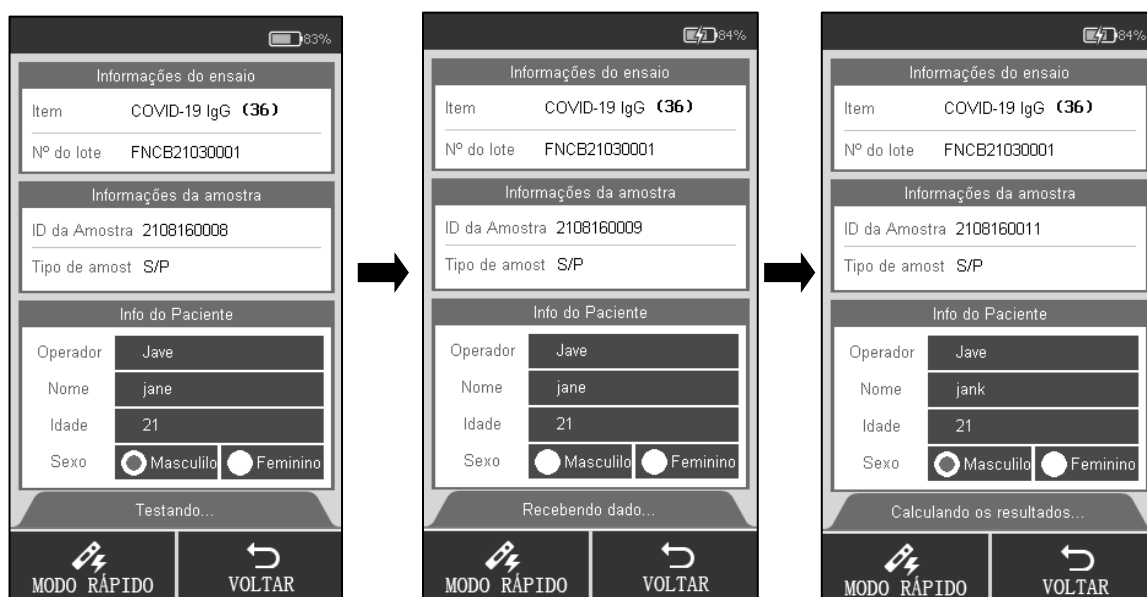 83%
Informações do ensaio
Item COVID-19 IgG (36)
Nº do lote FNCB21030001
Informações da amostra
ID da Amostra 2108160008
Tipo de amost S/P
Info do Paciente
Operador Jave
Nome jane
Idade 21
Sexo Masculilo Feminino
Testando...
MODO RÁPIDO VOLTAR
84%
Informações do ensaio
Item COVID-19 IgG (36)
Nº do lote FNCB21030001
Informações da amostra
ID da Amostra 2108160009
Tipo de amost S/P
Info do Paciente
Operador Jave
Nome jane
Idade 21
Sexo Masculilo Feminino
Recebendo dado...
MODO RÁPIDO VOLTAR
84%
Informações do ensaio
Item COVID-19 IgG (36)
Nº do lote FNCB21030001
Informações da amostra
ID da Amostra 2108160011
Tipo de amost S/P
Info do Paciente
Operador Jave
Nome jank
Idade 21
Sexo Masculilo Feminino
Calculando os resultados...
MODO RÁPIDO VOLTAR